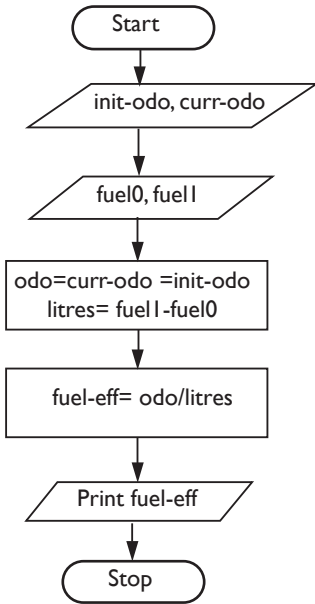 Start
init-odo, curr-odo
fuel0, fuel1
odo=curr-odo =init-odo
litres= fuel1-fuel0
fuel-eff= odo/litres
Print fuel-eff
Stop